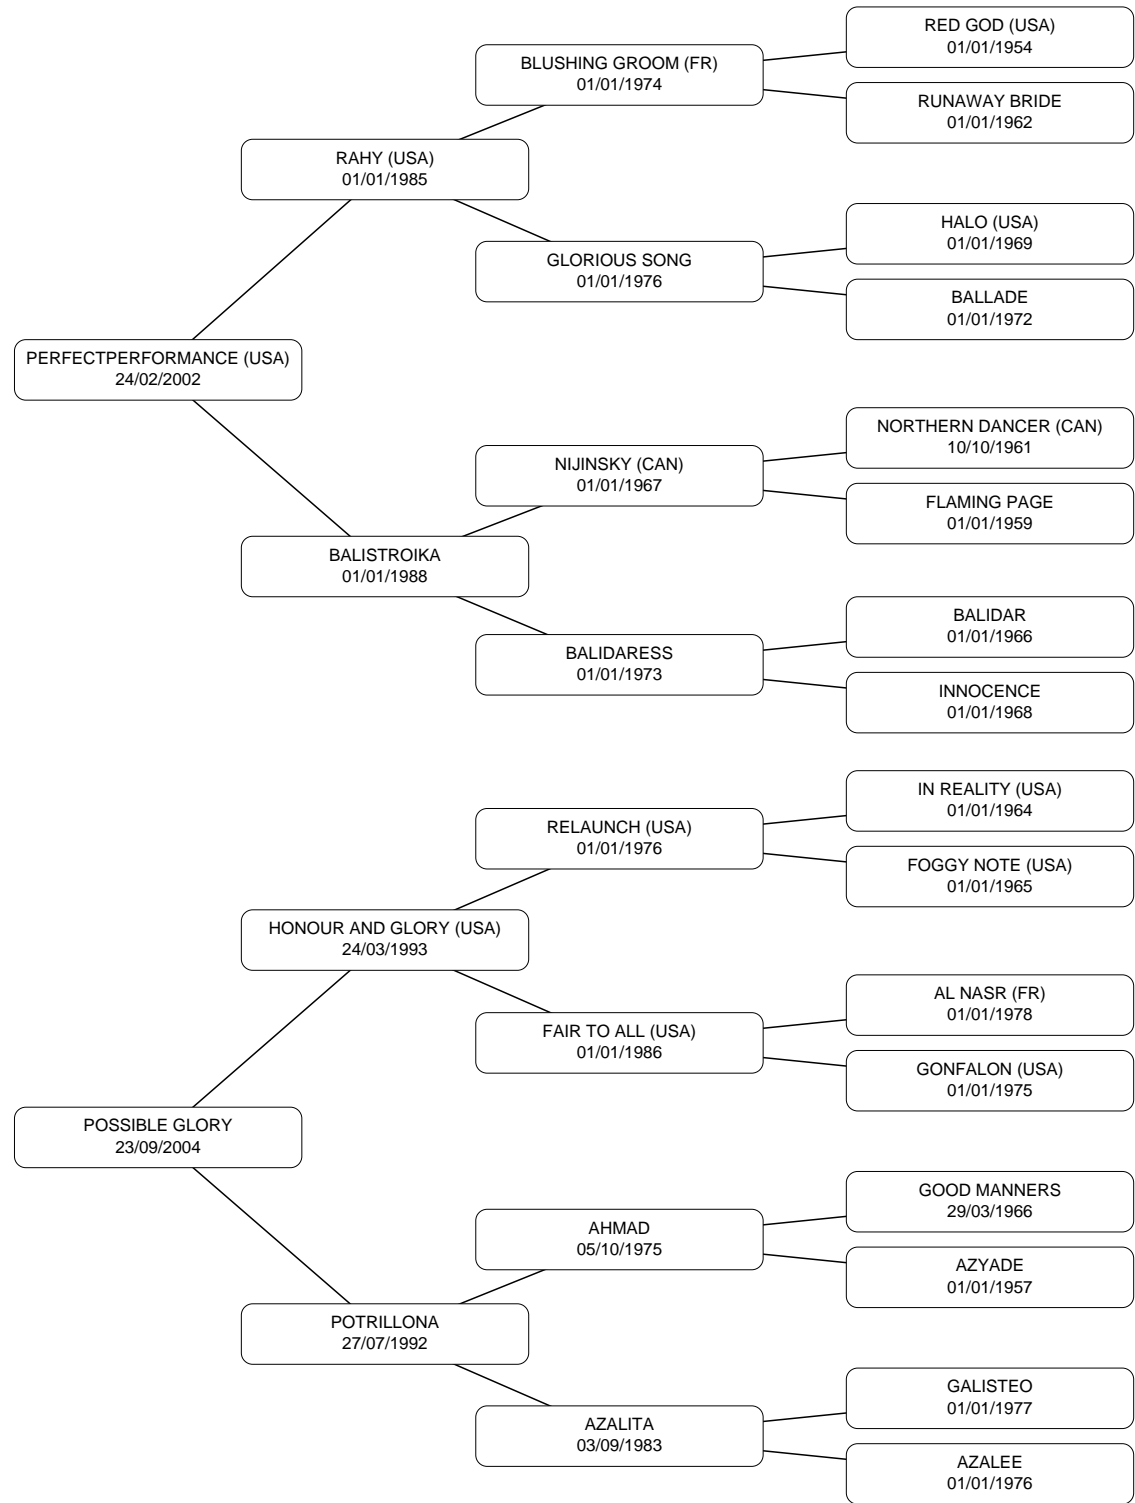 RED GOD (USA)
01/01/1954
BLUSHING GROOM (FR)
01/01/1974
RUNAWAY BRIDE
01/01/1962
RAHY (USA)
01/01/1985
HALO (USA)
01/01/1969
GLORIOUS SONG
01/01/1976
BALLADE
01/01/1972
PERFECTPERFORMANCE (USA)
24/02/2002
NORTHERN DANCER (CAN)
10/10/1961
NIJINSKY (CAN)
01/01/1967
FLAMING PAGE
01/01/1959
BALISTROIKA
01/01/1988
BALIDAR
01/01/1966
BALIDARESS
01/01/1973
INNOCENCE
01/01/1968
IN REALITY (USA)
01/01/1964
RELAUNCH (USA)
01/01/1976
FOGGY NOTE (USA)
01/01/1965
HONOUR AND GLORY (USA)
24/03/1993
AL NASR (FR)
01/01/1978
FAIR TO ALL (USA)
01/01/1986
GONFALON (USA)
01/01/1975
POSSIBLE GLORY
23/09/2004
GOOD MANNERS
29/03/1966
AHMAD
05/10/1975
AZYADE
01/01/1957
POTRILLONA
27/07/1992
GALISTEO
01/01/1977
AZALITA
03/09/1983
AZALEE
01/01/1976